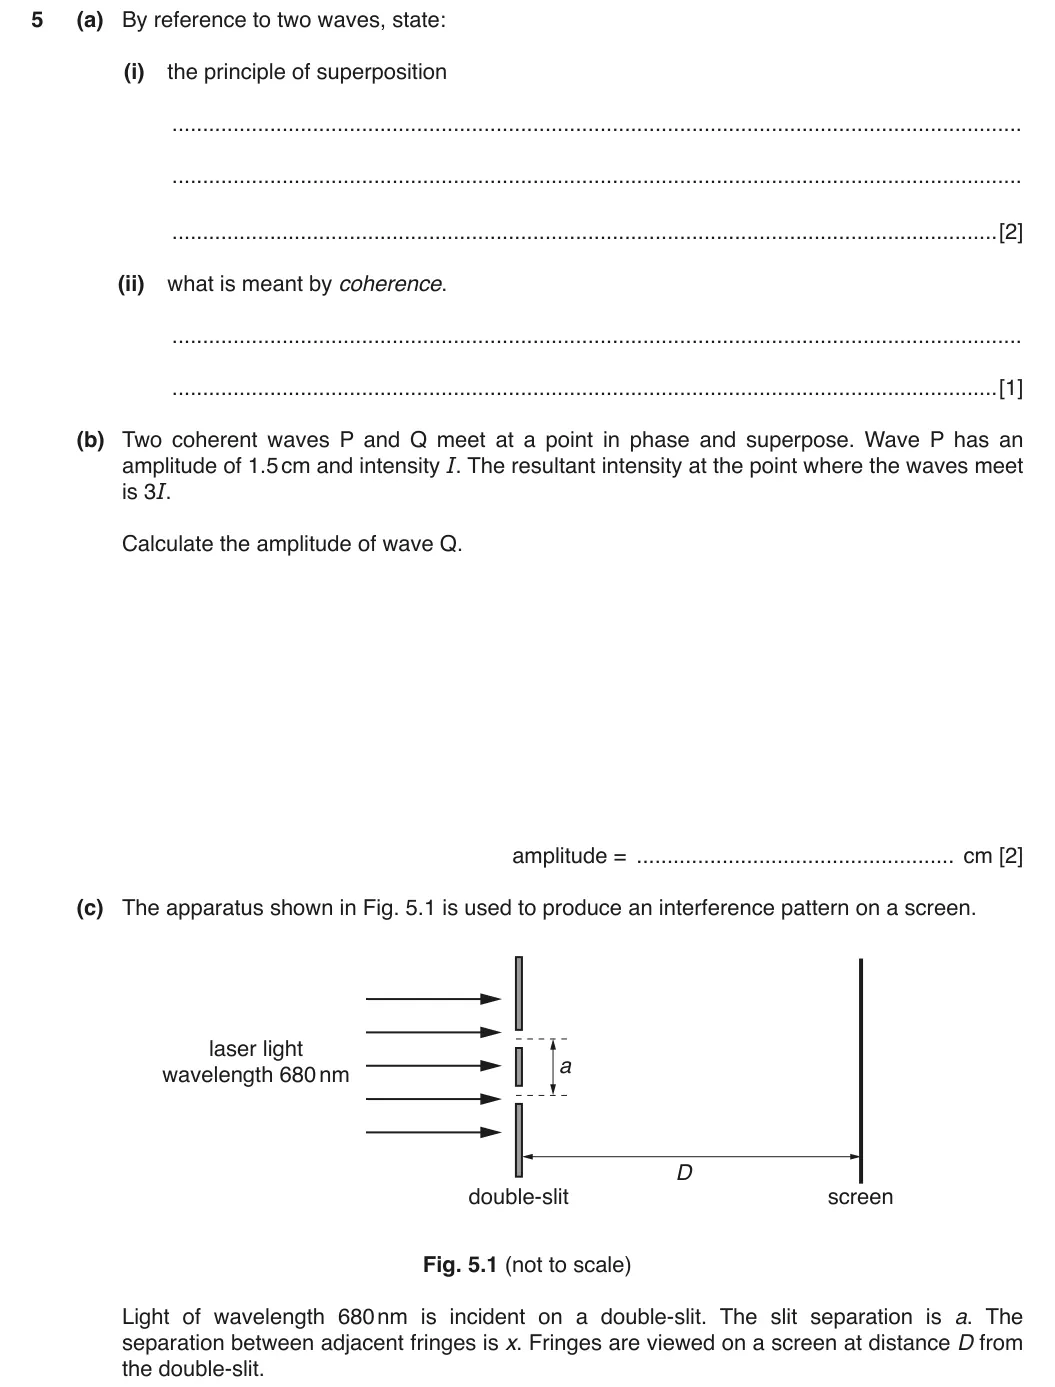 5 (a) By reference to two waves, state:
(i) the principle of superposition
..........................................................................................................................................
..........................................................................................................................................
......................................................................................................................................[2]
(ii) what is meant by coherence.
..........................................................................................................................................
......................................................................................................................................[1]
(b) Two coherent waves P and Q meet at a point in phase and superpose. Wave P has an
amplitude of 1.5 cm and intensity I. The resultant intensity at the point where the waves meet
is 3I.
Calculate the amplitude of wave Q.
amplitude = .................................................... cm [2]
(c) The apparatus shown in Fig. 5.1 is used to produce an interference pattern on a screen.
laser light
wavelength 680 nm
a
D
double-slit
screen
Fig. 5.1 (not to scale)
Light of wavelength 680 nm is incident on a double-slit. The slit separation is a. The
separation between adjacent fringes is x. Fringes are viewed on a screen at distance D from
the double-slit.